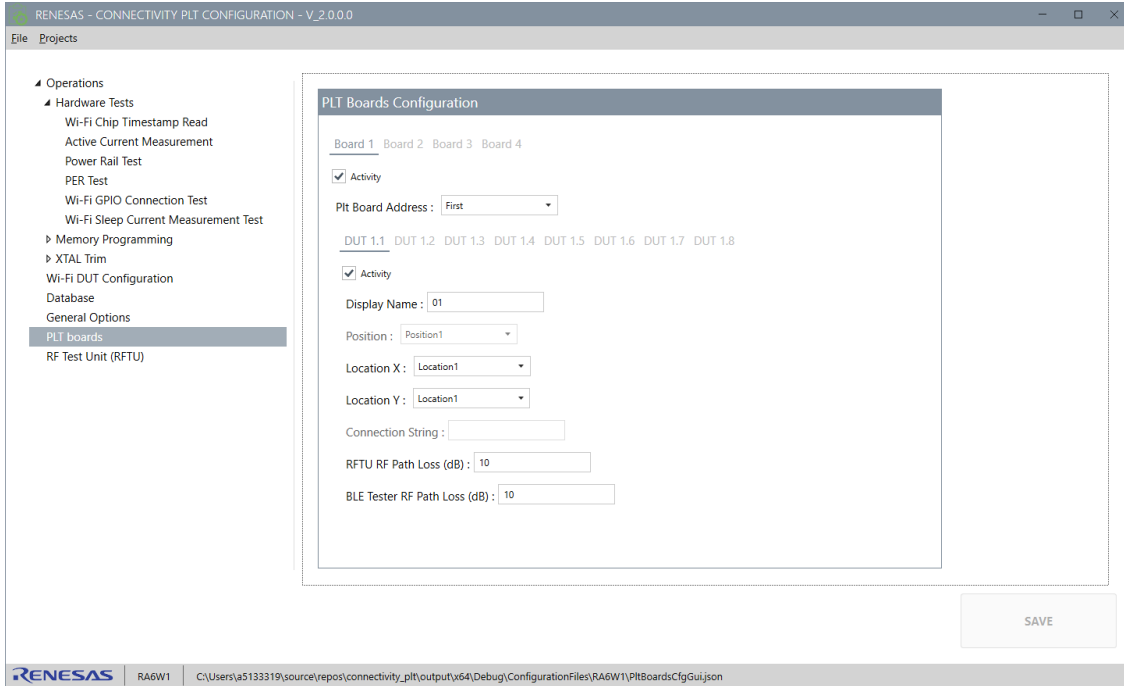 RENESAS - CONNECTIVITY PLT CONFIGURATION - V_2.0.0.0
File Projects
Operations
Hardware Tests
Wi-Fi Chip Timestamp Read
Active Current Measurement
Power Rail Test
PER Test
Wi-Fi GPIO Connection Test
Wi-Fi Sleep Current Measurement Test
Memory Programming
XTAL Trim
Wi-Fi DUT Configuration
Database
General Options
PLT boards
RF Test Unit (RFTU)
PLT Boards Configuration
Board 1 Board 2 Board 3 Board 4
Activity
Plt Board Address : First
DUT 1.1 DUT 1.2 DUT 1.3 DUT 1.4 DUT 1.5 DUT 1.6 DUT 1.7 DUT 1.8
Activity
Display Name : 01
Position : Position1
Location X : Location1
Location Y : Location1
Connection String :
RFTU RF Path Loss (dB) : 10
BLE Tester RF Path Loss (dB) : 10
SAVE
RENESAS RA6W1 C:\Users\a5133319\source\repos\connectivity_plt\output\x64\Debug\ConfigurationFiles\RA6W1\PltBoardsCfgGui.json